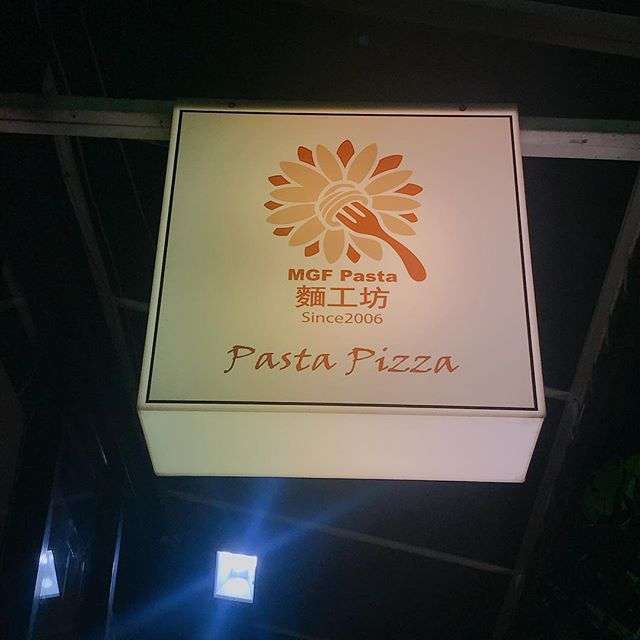 MGF Pasta
麵工坊
Since2006
Pasta Pizza